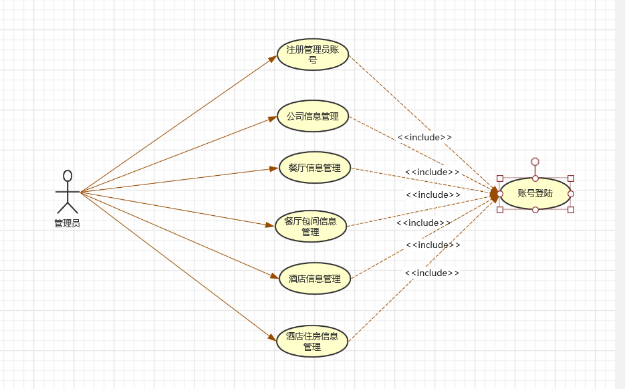 注册管理员账
号
公司信息管理
<<include>>
餐厅信息管理
<<include>>
管理员
账号登陆
<<include>>
餐厅包间信息
管理
<<include>>
<<include>>
酒店信息管理
<<include>>
酒店住房信息
管理